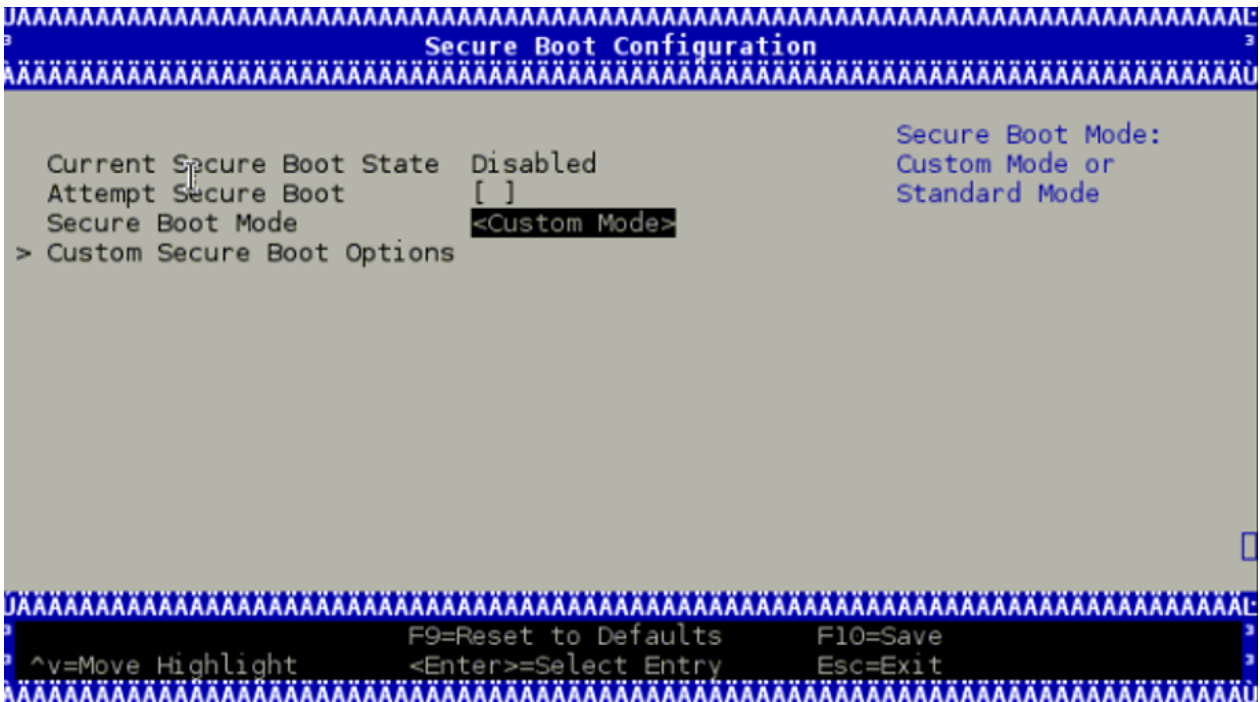 Secure Boot Configuration
Current Secure Boot State Disabled
Attempt Secure Boot [ ]
Secure Boot Mode <Custom Mode>
> Custom Secure Boot Options
Secure Boot Mode:
Custom Mode or
Standard Mode
F9=Reset to Defaults F10=Save
^v=Move Highlight <Enter>=Select Entry Esc=Exit